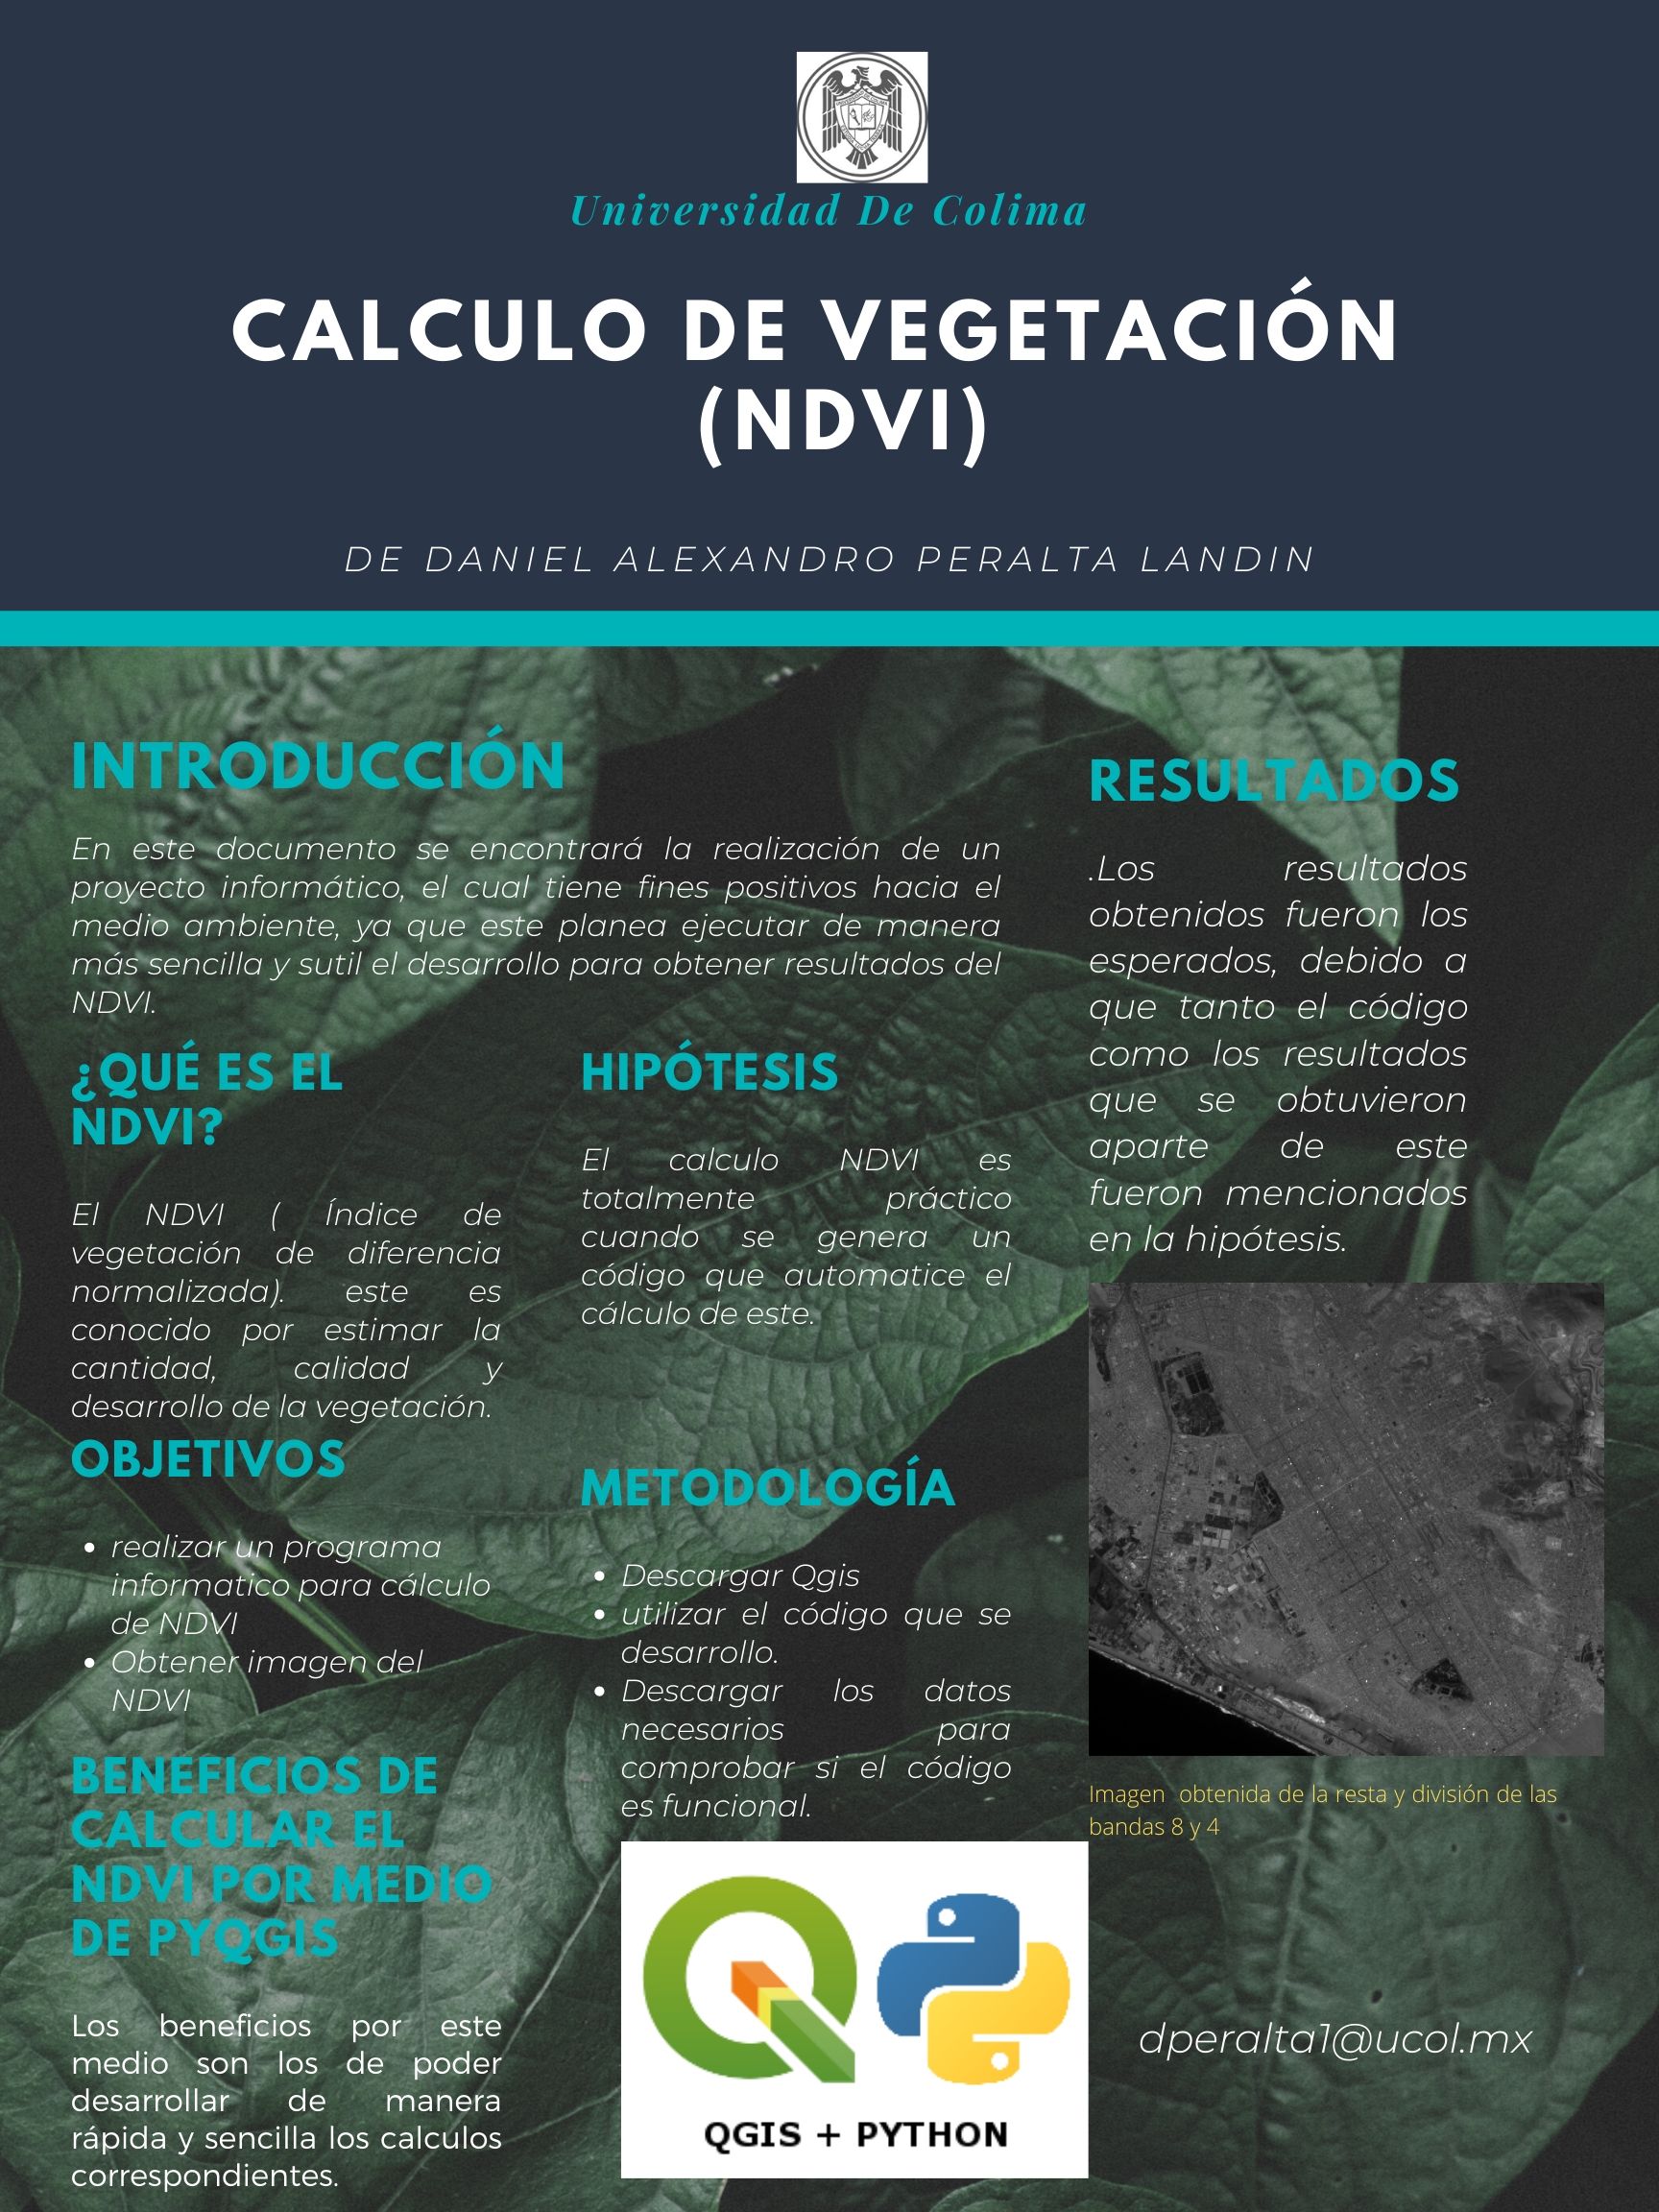 Universidad De Colima
CALCULO DE VEGETACIÓN
(NDVI)
DE DANIEL ALEXANDRO PERALTA LANDIN
INTRODUCCIÓN
En este documento se encontrará la realización de un
proyecto informático, el cual tiene fines positivos hacia el
medio ambiente, ya que este planea ejecutar de manera
más sencilla y sutil el desarrollo para obtener resultados del
NDVI.
¿QUÉ ES EL
NDVI?
El NDVI ( Índice de
vegetación de diferencia
normalizada). este es
conocido por estimar la
cantidad, calidad y
desarrollo de la vegetación.
OBJETIVOS
• realizar un programa
informatico para cálculo
de NDVI
• Obtener imagen del
NDVI
BENEFICIOS DE
CALCULAR EL
NDVI POR MEDIO
DE PYQGIS
Los beneficios por este
medio son los de poder
desarrollar de manera
rápida y sencilla los calculos
correspondientes.
HIPÓTESIS
El calculo NDVI es
totalmente práctico
cuando se genera un
código que automatice el
cálculo de este.
METODOLOGÍA
• Descargar Qgis
• utilizar el código que se
desarrollo.
• Descargar los datos
necesarios para
comprobar si el código
es funcional.
QGIS + PYTHON
RESULTADOS
.Los resultados
obtenidos fueron los
esperados, debido a
que tanto el código
como los resultados
que se obtuvieron
aparte de este
fueron mencionados
en la hipótesis.
Imagen obtenida de la resta y división de las
bandas 8 y 4
dperalta1@ucol.mx